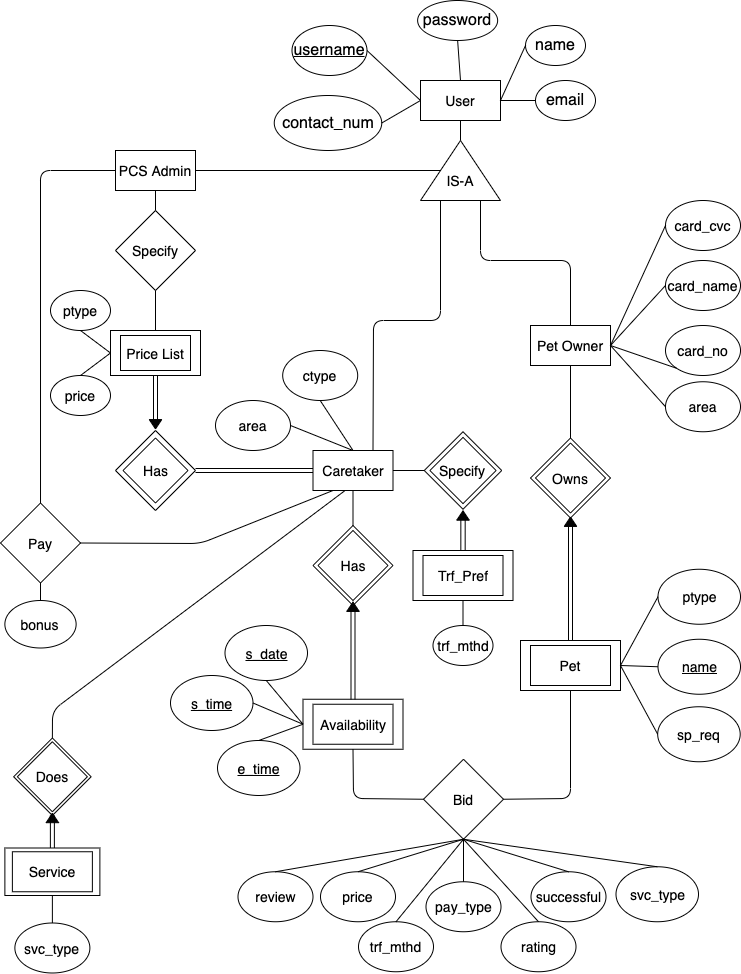 password
username
name
User
email
contact_num
PCS Admin
IS-A
card_cvc
Specify
card_name
ptype
Price List
Pet Owner
card_no
ctype
price
area
area
Has
Caretaker
Specify
Owns
Pay
Has
Trf_Pref
bonus
ptype
s_date
trf_mthd
Pet
name
s_time
Availability
sp_req
e_time
Does
Bid
Service
review
price
pay_type
successful
svc_type
svc_type
trf_mthd
rating